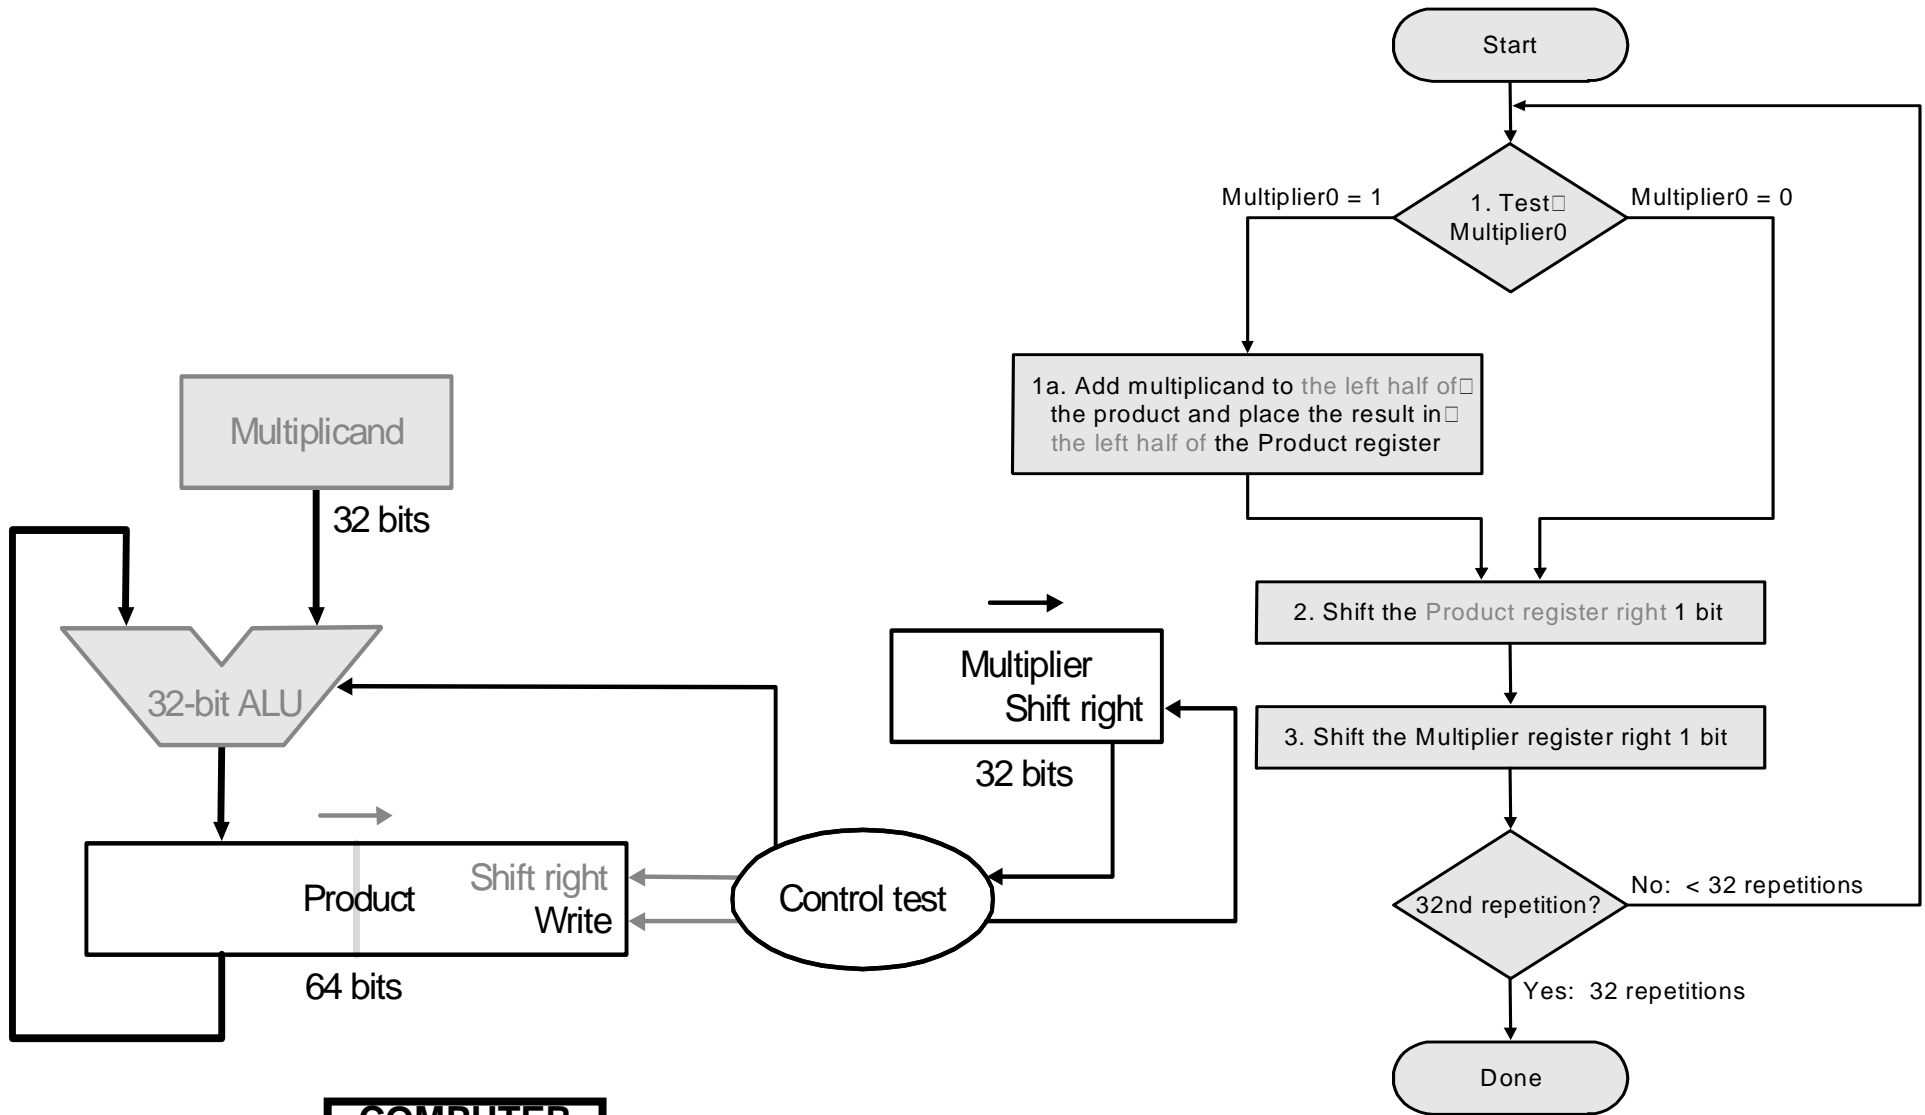 Multiplicand
32 bits
32-bit ALU
Product
Shift right
Write
64 bits
Control test
Multiplier
Shift right
32 bits
COMPUTER
Start
1. Test
Multiplier0
Multiplier0 = 1
Multiplier0 = 0
1a. Add multiplicand to the left half of
the product and place the result in
the left half of the Product register
2. Shift the Product register right 1 bit
3. Shift the Multiplier register right 1 bit
32nd repetition?
No: < 32 repetitions
Yes: 32 repetitions
Done